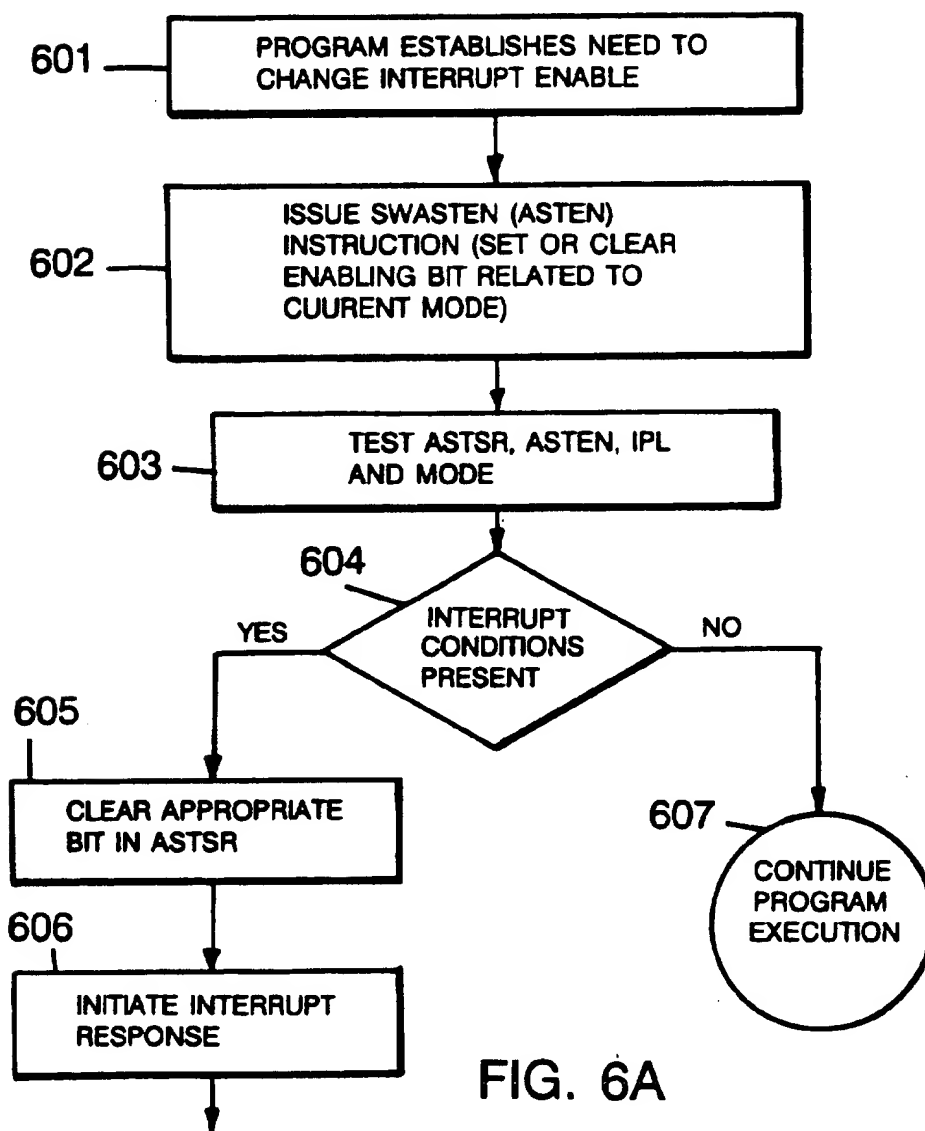 601
PROGRAM ESTABLISHES NEED TO
CHANGE INTERRUPT ENABLE
602
ISSUE SWASTEN (ASTEN)
INSTRUCTION (SET OR CLEAR
ENABLING BIT RELATED TO
CUURENT MODE)
603
TEST ASTSR, ASTEN, IPL
AND MODE
604
INTERRUPT
CONDITIONS
PRESENT
YES
NO
605
CLEAR APPROPRIATE
BIT IN ASTSR
606
INITIATE INTERRUPT
RESPONSE
607
CONTINUE
PROGRAM
EXECUTION
FIG. 6A